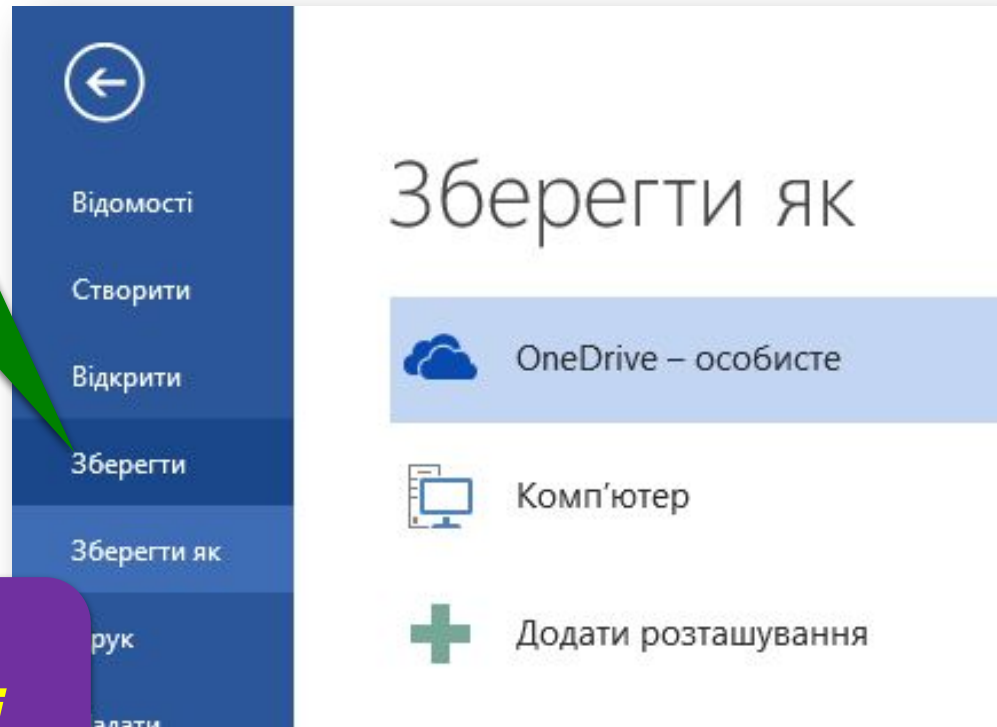 Відомості
Створити
Відкрити
Зберегти
Зберегти як
Зберегти як
OneDrive – особисте
Комп'ютер
Додати розташування